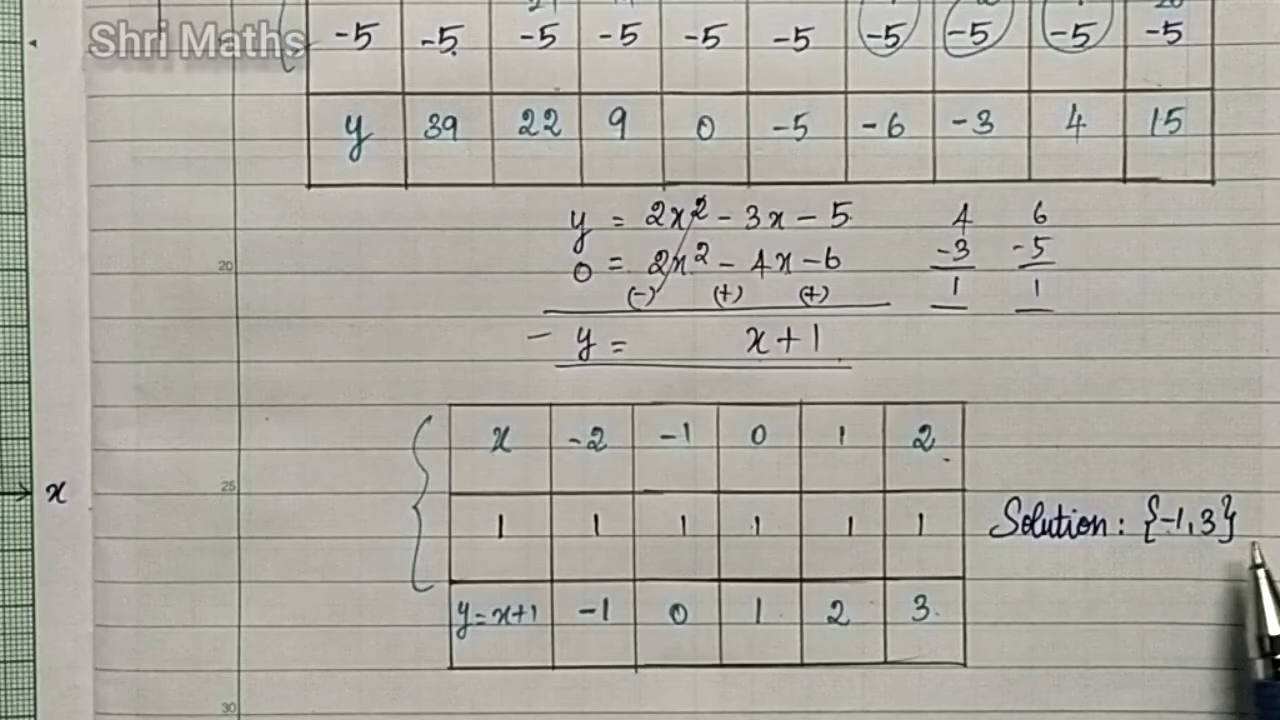 Shri Maths
-5 -5 -5 -5 -5 -5 -5 -5 -5 -5
y 39 22 9 0 -5 -6 -3 4 15
y = 2x² - 3x - 5 4 6
0 = 2x² - 4x - 6 -3 -5
(-) (+) (+) 1 1
- y = x + 1
20
x -2 -1 0 1 2
25
x
1 1 1 1 1 1
Solution: {-1, 3}
y = x+1 -1 0 1 2 3
30